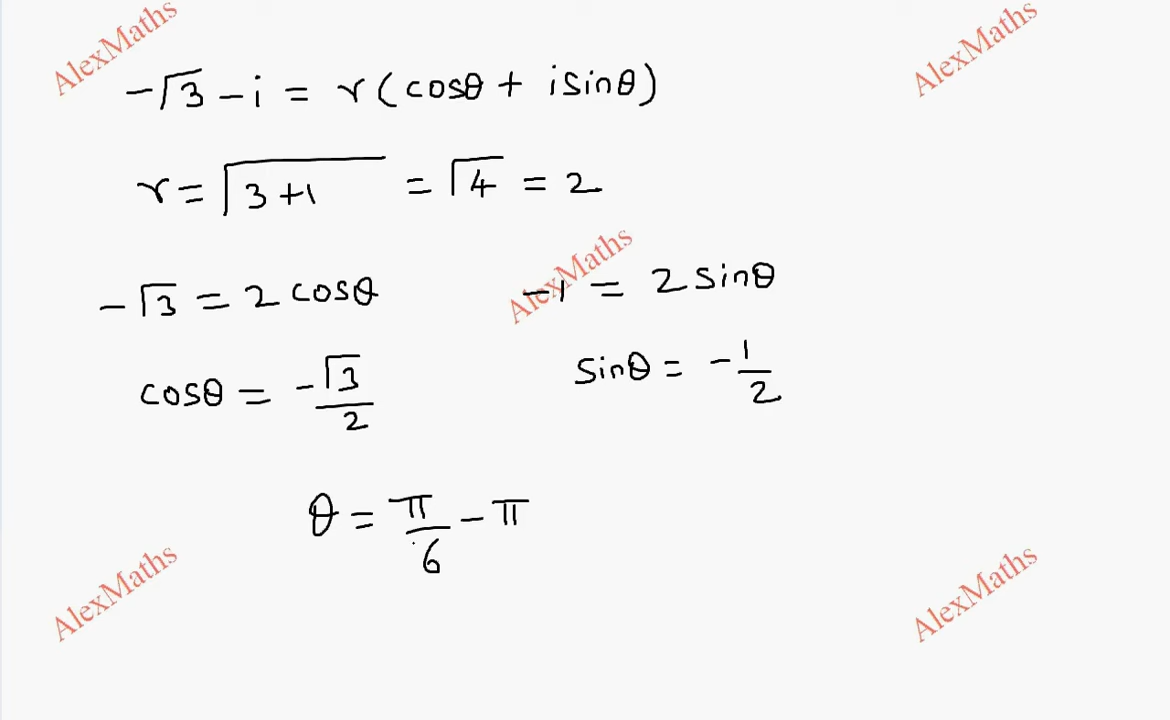 AlexMaths AlexMaths
-√3 - i = r(cosθ + isinθ)
r = √3+1 = √4 = 2
AlexMaths
-√3 = 2cosθ -1 = 2sinθ
cosθ = -√3/2 sinθ = -1/2
θ = π/6 - π
AlexMaths AlexMaths